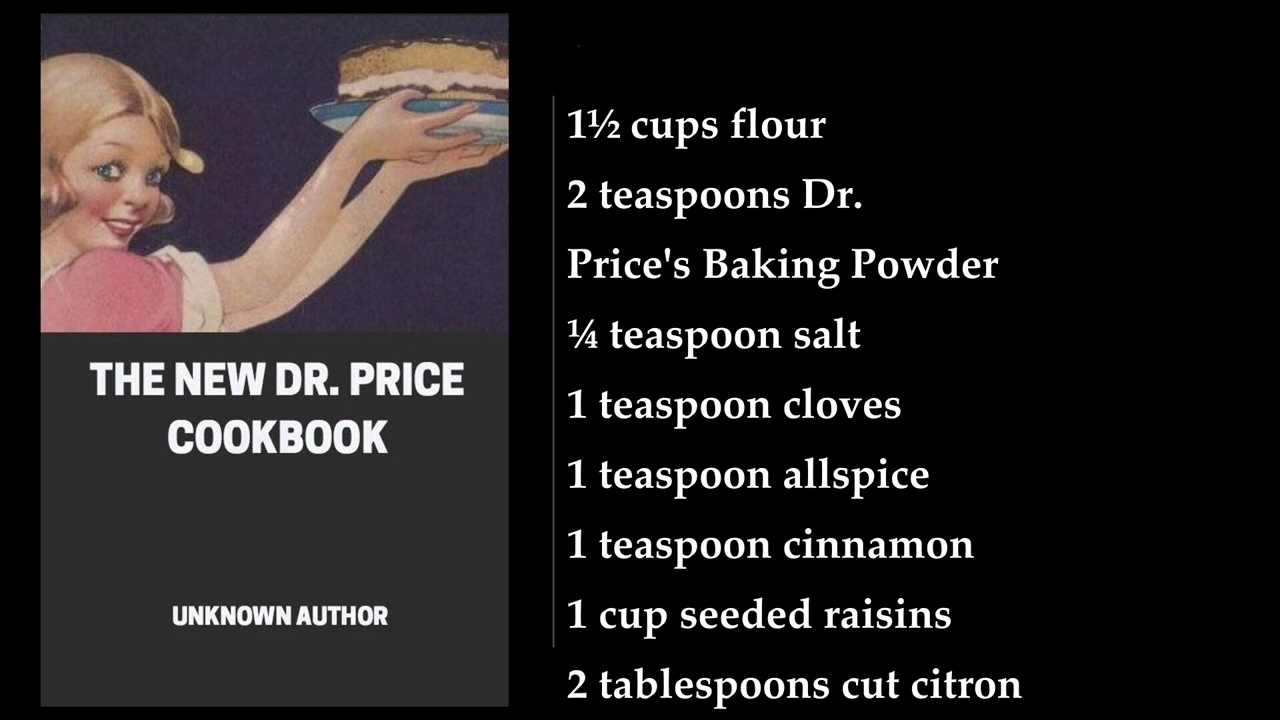 THE NEW DR. PRICE
COOKBOOK
UNKNOWN AUTHOR
1½ cups flour
2 teaspoons Dr.
Price's Baking Powder
¼ teaspoon salt
1 teaspoon cloves
1 teaspoon allspice
1 teaspoon cinnamon
1 cup seeded raisins
2 tablespoons cut citron